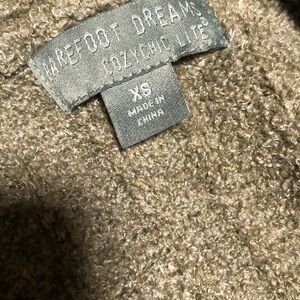 BAREFOOT DREAMS®
COZYCHIC LITE®
XS
MADE IN
CHINA